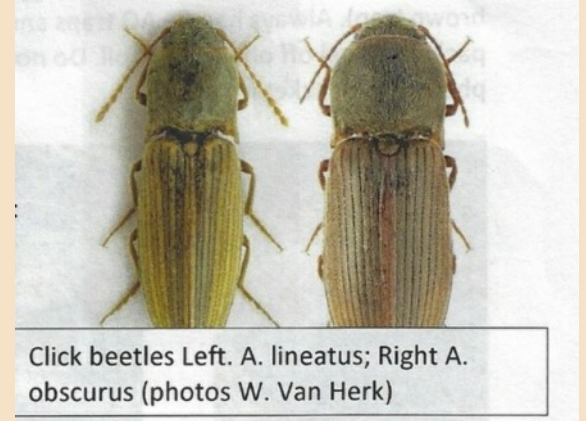 Click beetles Left. A. lineatus; Right A.
obscurus (photos W. Van Herk)